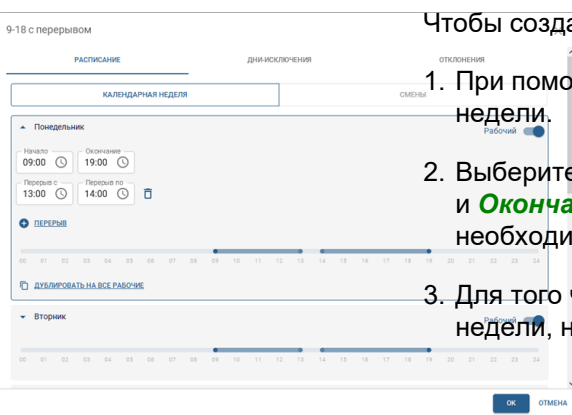 9-18 с перерывом
РАСПИСАНИЕ
ДНИ-ИСКЛЮЧЕНИЯ
ОТКЛОНЕНИЯ
КАЛЕНДАРНАЯ НЕДЕЛЯ
СМЕНЫ
Понедельник
Рабочий
Начало
Окончание
09:00
19:00
Перерыв с
Перерыв по
13:00
14:00
ПЕРЕРЫВ
00 01 02 03 04 05 06 07 08 09 10 11 12 13 14 15 16 17 18 19 20 21 22 23 24
ДУБЛИРОВАТЬ НА ВСЕ РАБОЧИЕ
Вторник
Рабочий
00 01 02 03 04 05 06 07 08 09 10 11 12 13 14 15 16 17 18 19 20 21 22 23 24
ОК
ОТМЕНА
Чтобы созда
1. При помо
недели.
2. Выберите
и Оконча
необходи
3. Для того ч
недели, н